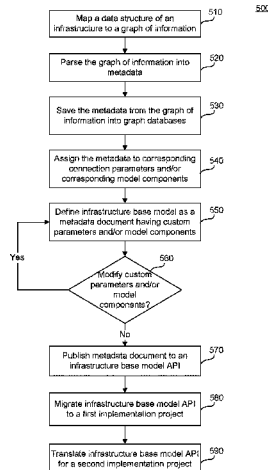 500
510
Map a data structure of an
infrastructure to a graph of information
520
Parse the graph of information into
metadata
530
Save the metadata from the graph of
information into graph databases
540
Assign the metadata to corresponding
connection parameters and/or
corresponding model components
550
Define infrastructure base model as a
metadata document having custom
parameters and/or model components
Yes
560
Modify custom
parameters and/or
model
components?
No
570
Publish metadata document to an
infrastructure base model API
580
Migrate infrastructure base model API
to a first implementation project
590
Translate infrastructure base model API
for a second implementation project